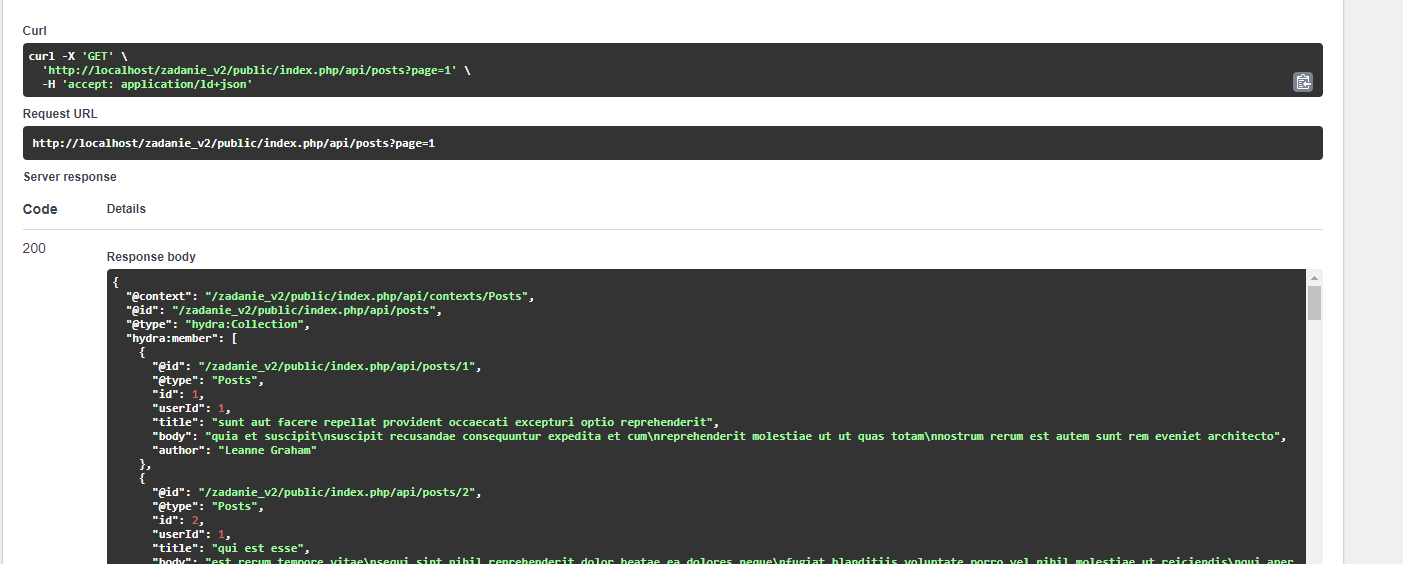 Curl
curl -X 'GET' \
'http://localhost/zadanie_v2/public/index.php/api/posts?page=1' \
-H 'accept: application/ld+json'
Request URL
http://localhost/zadanie_v2/public/index.php/api/posts?page=1
Server response
Code Details
200
Response body
{
"@context": "/zadanie_v2/public/index.php/api/contexts/Posts",
"@id": "/zadanie_v2/public/index.php/api/posts",
"@type": "hydra:Collection",
"hydra:member": [
{
"@id": "/zadanie_v2/public/index.php/api/posts/1",
"@type": "Posts",
"id": 1,
"userId": 1,
"title": "sunt aut facere repellat provident occaecati excepturi optio reprehenderit",
"body": "quia et suscipit\nsuscipit recusandae consequuntur expedita et cum\nreprehenderit molestiae ut ut quas totam\nnostrum rerum est autem sunt rem eveniet architecto",
"author": "Leanne Graham"
},
{
"@id": "/zadanie_v2/public/index.php/api/posts/2",
"@type": "Posts",
"id": 2,
"userId": 1,
"title": "qui est esse",
"body": "est rerum tempore vitae\nsequi sint nihil reprehenderit dolor beatae ea dolores neque\nfugiat blanditiis voluptate porro vel nihil molestiae ut reiciendis\nqui aper